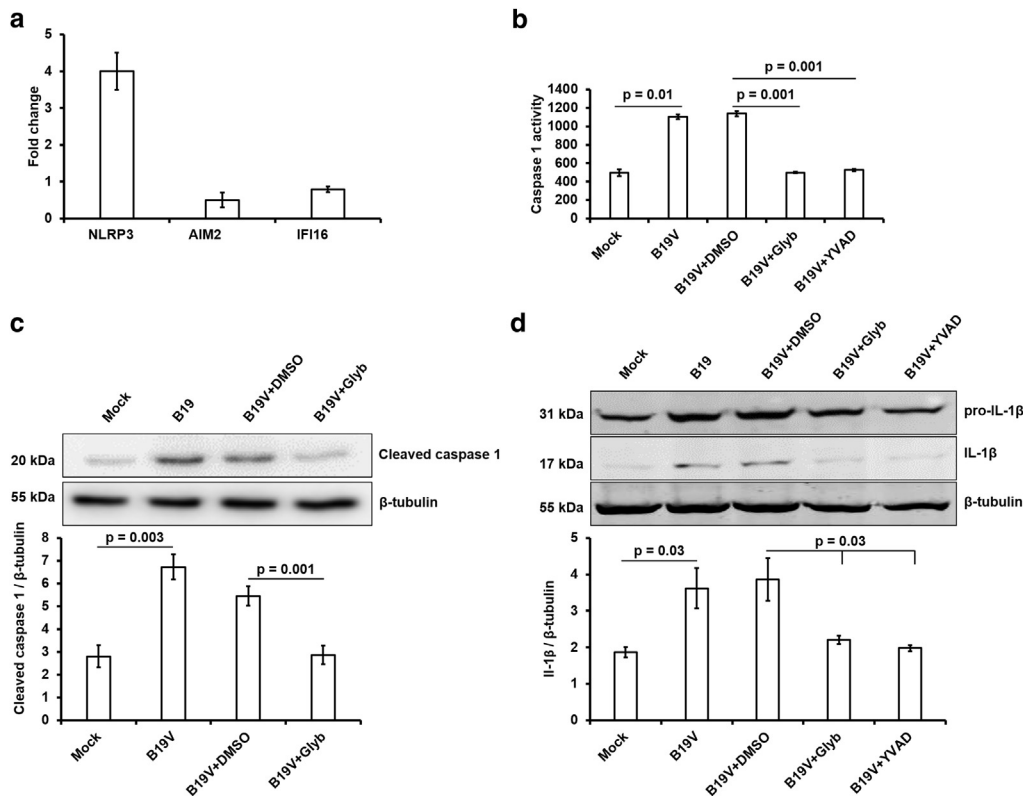 a
5
4
3
2
1
0
Fold change
NLRP3 AIM2 IFI16
b
p = 0.001
p = 0.01 p = 0.001
1400
1200
1000
800
600
400
200
0
Caspase 1 activity
Mock B19V B19V+DMSO B19V+Glyb B19V+YVAD
c
Mock B19 B19V+DMSO B19V+Glyb
20 kDa Cleaved caspase 1
55 kDa β-tubulin
8
7
6
5
4
3
2
1
0
Cleaved caspase 1 / β-tubulin
p = 0.003
p = 0.001
Mock B19V B19V+DMSO B19V+Glyb
d
Mock B19 B19V+DMSO B19V+Glyb B19V+YVAD
31 kDa pro-IL-1β
17 kDa IL-1β
55 kDa β-tubulin
5
4
3
2
1
0
Il-1β / β-tubulin
p = 0.03 p = 0.03
Mock B19V B19V+DMSO B19V+Glyb B19V+YVAD